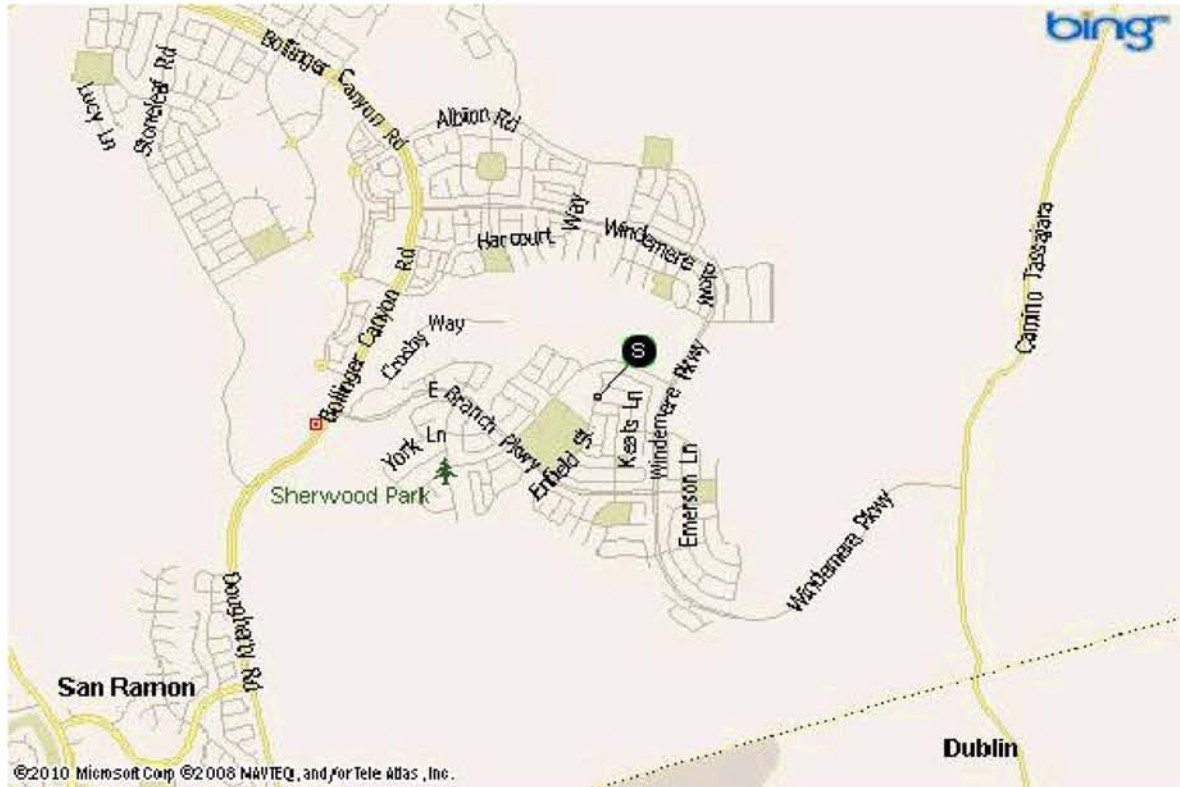 bing
Bollinger Canyon Rd
Stoneleaf Rd
Lucy Ln
Albion Rd
Harcourt Way
Windemere Pkwy
Camino Tassajara
Bollinger Canyon Rd
Crosby Way
S
E Branch Pkwy
Windemere Pkwy
Keats Ln
York Ln
Enfield St
Sherwood Park
Emerson Ln
Windemere Pkwy
Dougherty Rd
San Ramon
Dublin
©2010 Microsoft Corp ©2008 NAVTEQ, and/or Tele Atlas, Inc.